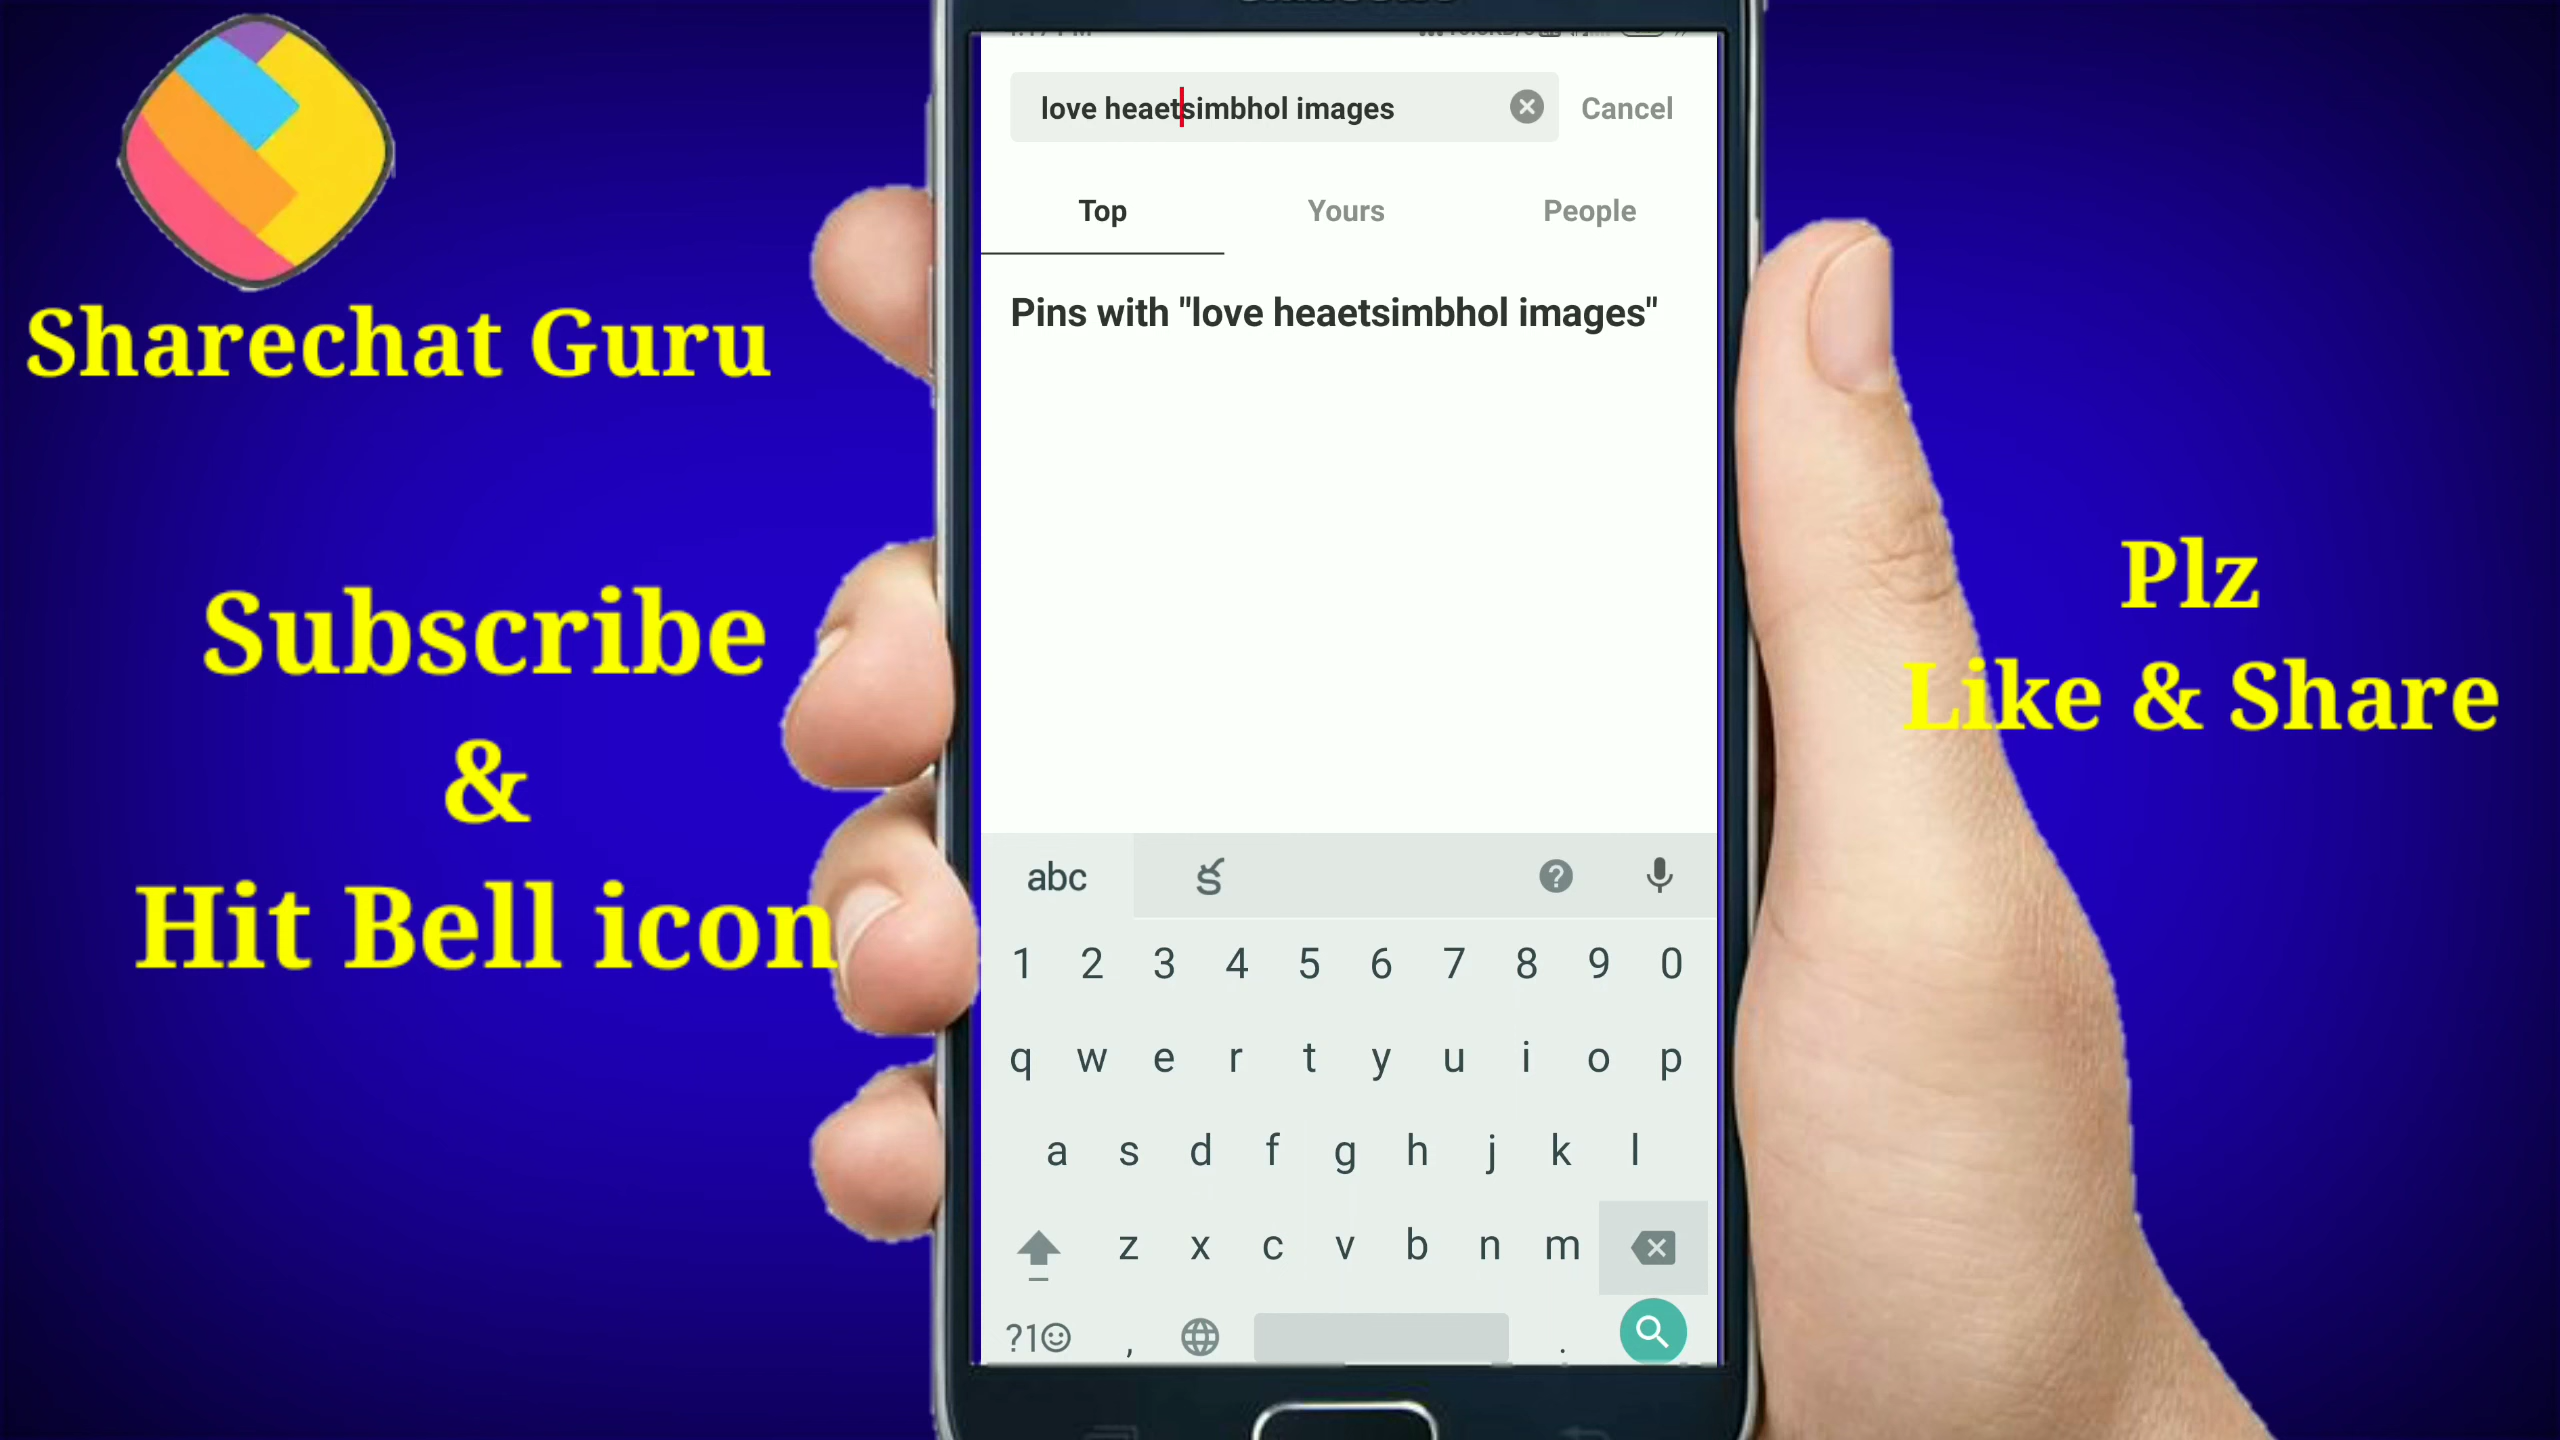 love heaetsimbhol images
Cancel
Top Yours People
Pins with "love heaetsimbhol images"
Sharechat Guru
Subscribe
&
Hit Bell icon
Plz
Like & Share
abc క
1 2 3 4 5 6 7 8 9 0
q w e r t y u i o p
a s d f g h j k l
z x c v b n m
?1☺ , .